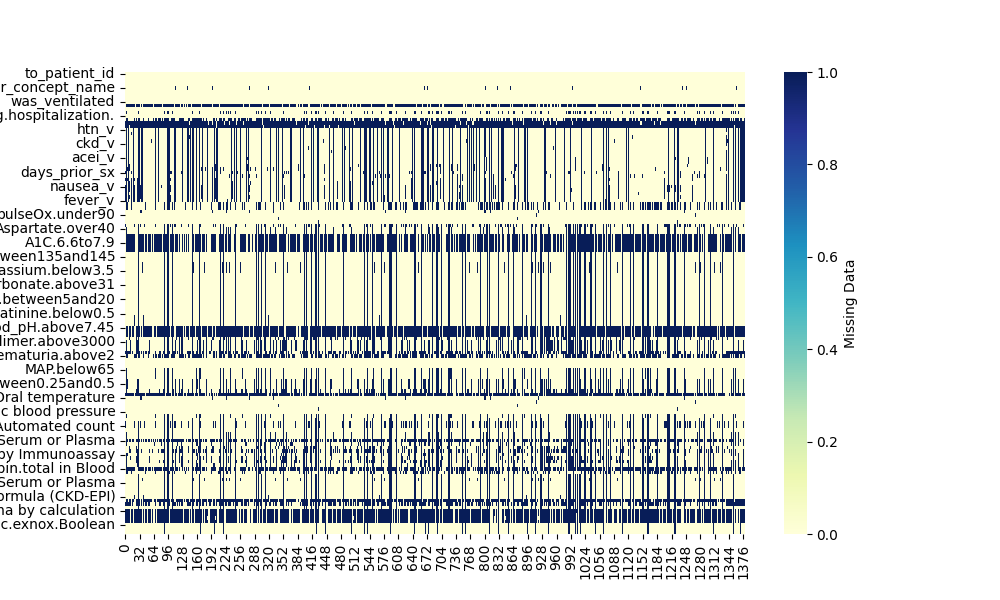 to_patient_id
r_concept_name
was_ventilated
g.hospitalization.
htn_v
ckd_v
acei_v
days_prior_sx
nausea_v
fever_v
pulseOx.under90
Aspartate.over40
A1C.6.6to7.9
ween135and145
assium.below3.5
rbonate.above31
.between5and20
eatinine.below0.5
od_pH.above7.45
dimer.above3000
ematuria.above2
MAP.below65
ween0.25and0.5
Oral temperature
c blood pressure
Automated count
Serum or Plasma
by Immunoassay
bin.total in Blood
Serum or Plasma
ormula (CKD-EPI)
ma by calculation
ic.exnox.Boolean
0 32 64 96 128 160 192 224 256 288 320 352 384 416 448 480 512 544 576 608 640 672 704 736 768 800 832 864 896 928 960 992 1024 1056 1088 1120 1152 1184 1216 1248 1280 1312 1344 1376
1.0
0.8
0.6
0.4
0.2
0.0
Missing Data